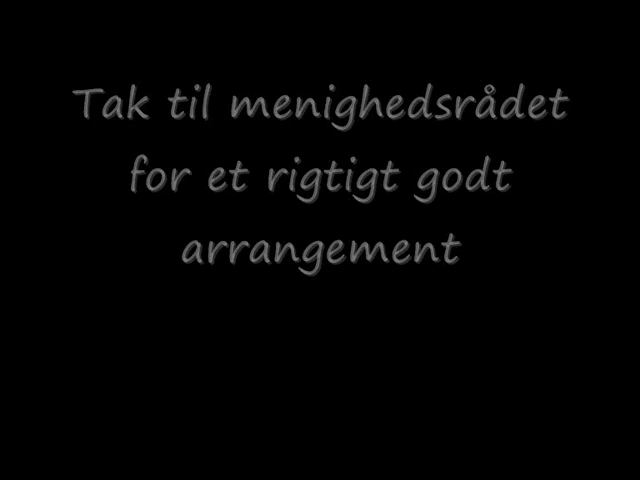 Tak til menighedsrådet
for et rigtigt godt
arrangement